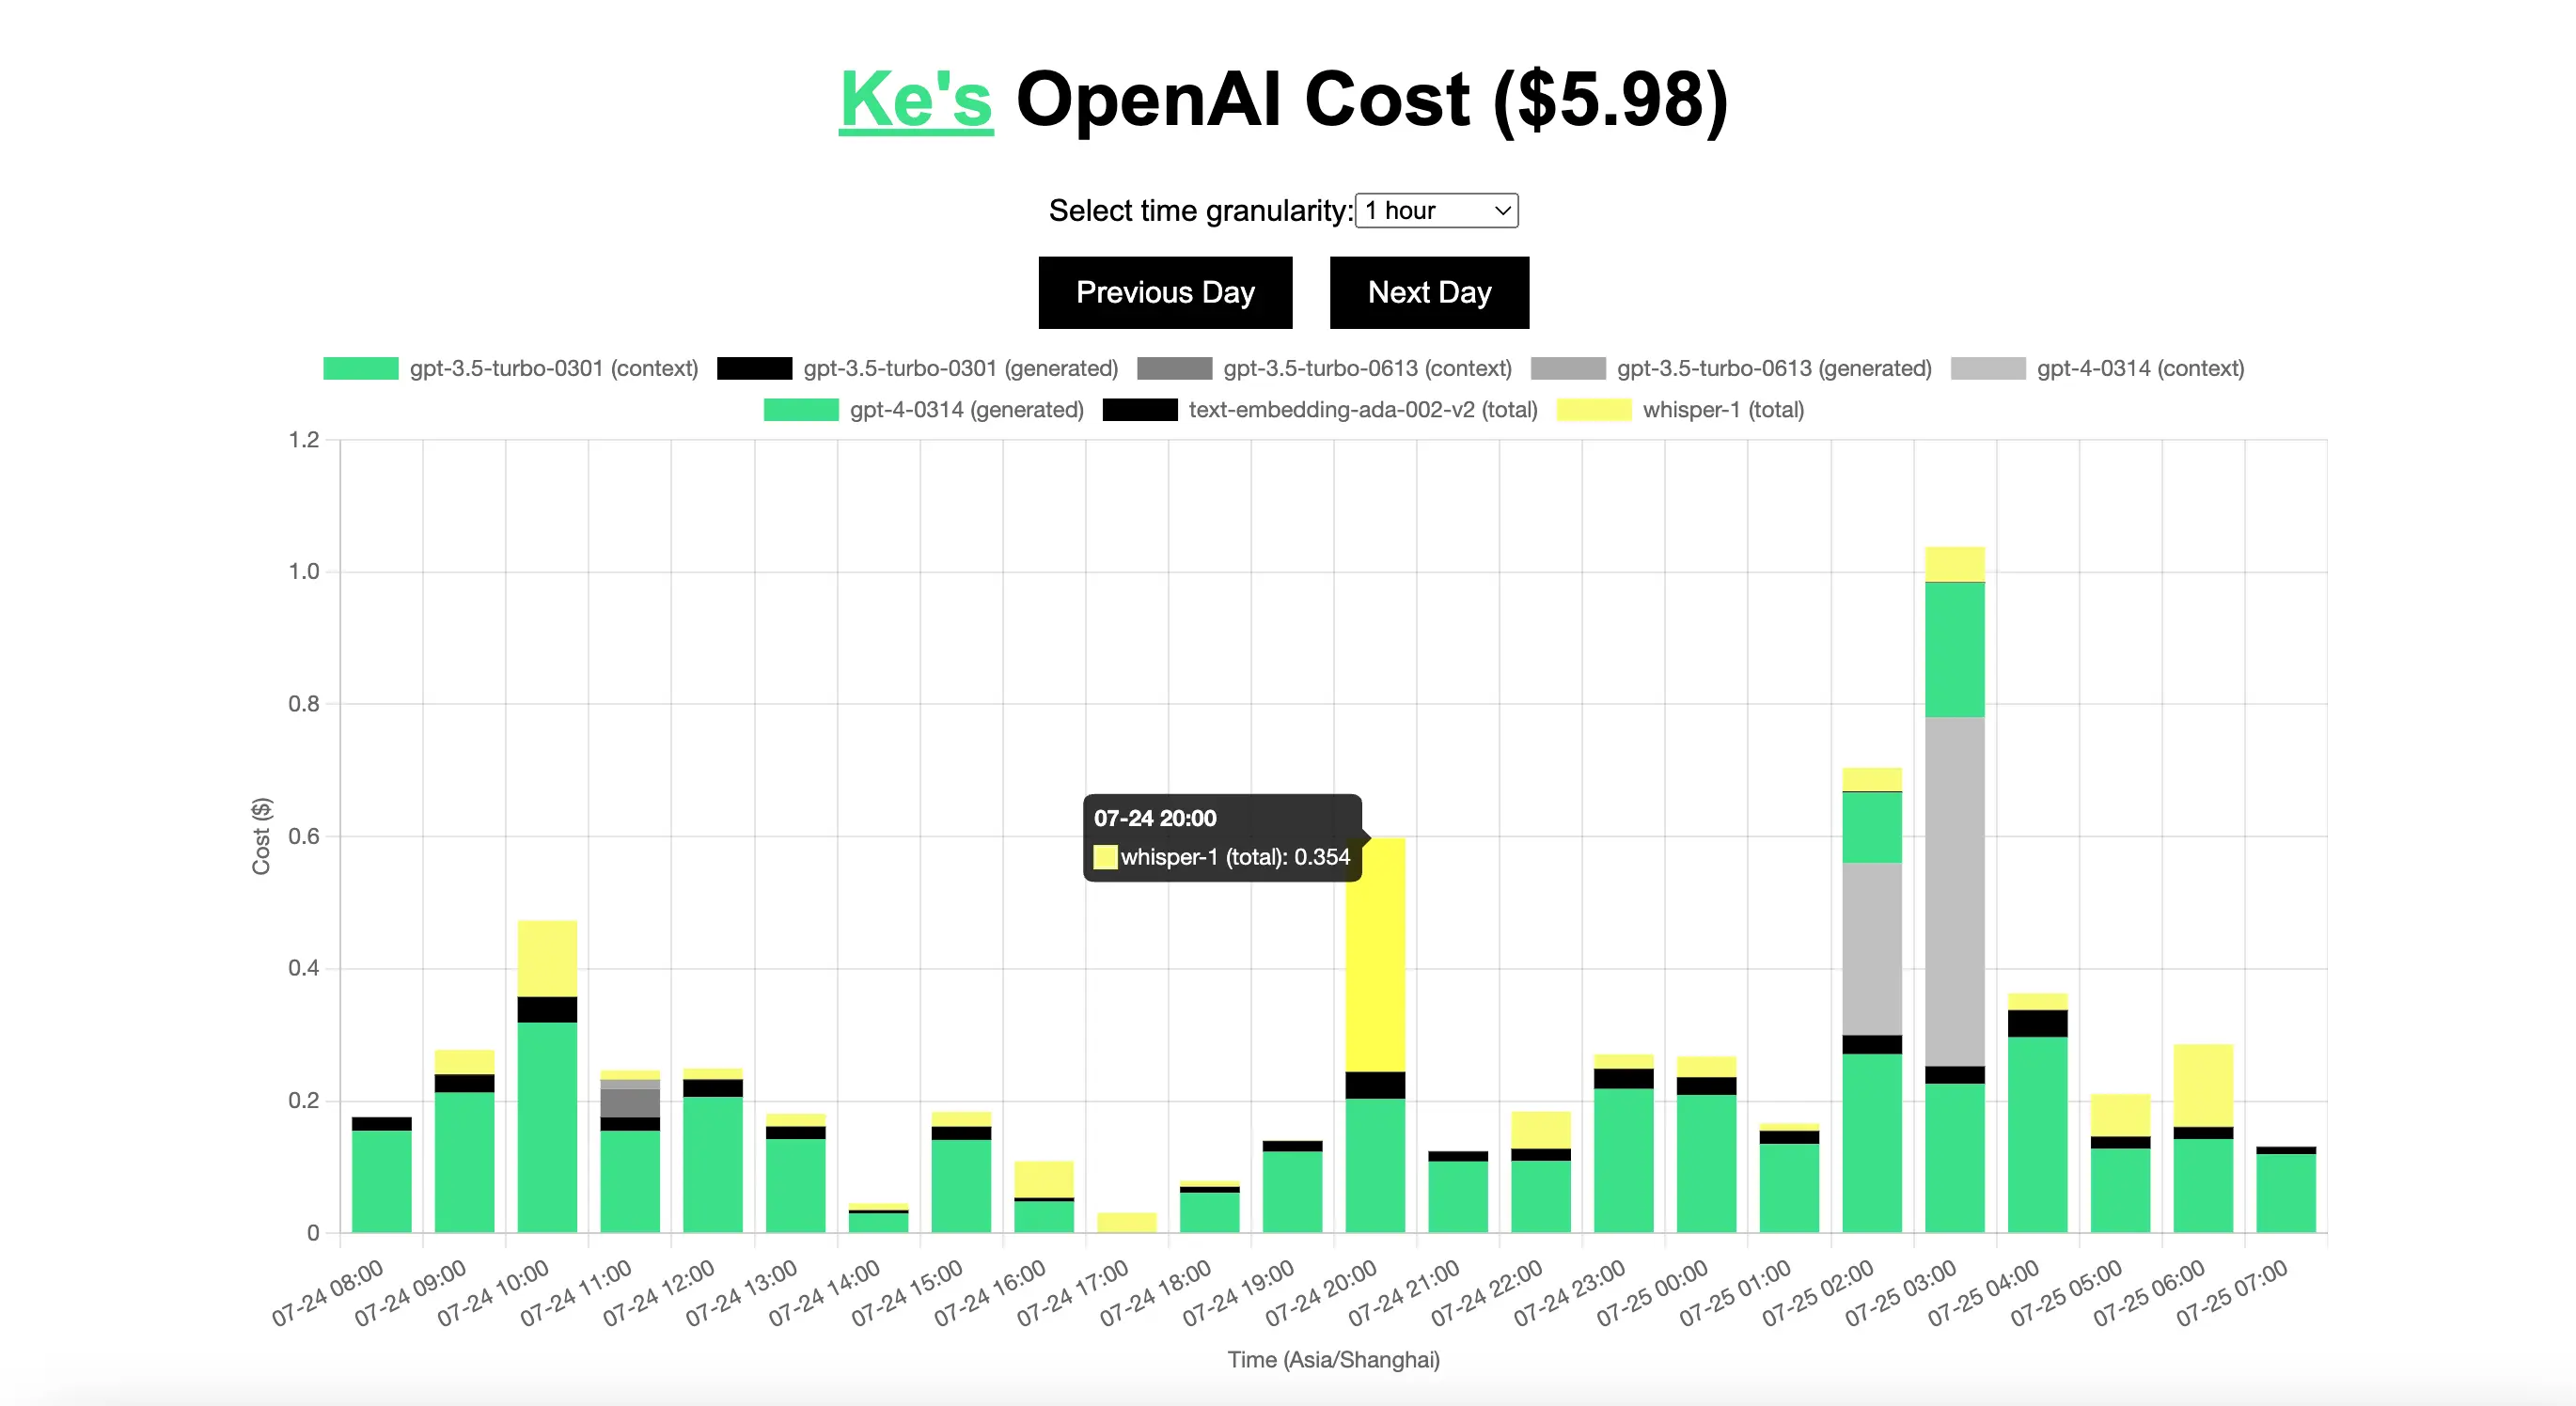 Ke's OpenAI Cost ($5.98)
Select time granularity: 1 hour
Previous Day Next Day
gpt-3.5-turbo-0301 (context) gpt-3.5-turbo-0301 (generated) gpt-3.5-turbo-0613 (context) gpt-3.5-turbo-0613 (generated) gpt-4-0314 (context)
gpt-4-0314 (generated) text-embedding-ada-002-v2 (total) whisper-1 (total)
1.2
1.0
0.8
0.6
0.4
0.2
0
Cost ($)
07-24 20:00
whisper-1 (total): 0.354
07-24 08:00 07-24 09:00 07-24 10:00 07-24 11:00 07-24 12:00 07-24 13:00 07-24 14:00 07-24 15:00 07-24 16:00 07-24 17:00 07-24 18:00 07-24 19:00 07-24 20:00 07-24 21:00 07-24 22:00 07-24 23:00 07-25 00:00 07-25 01:00 07-25 02:00 07-25 03:00 07-25 04:00 07-25 05:00 07-25 06:00 07-25 07:00
Time (Asia/Shanghai)